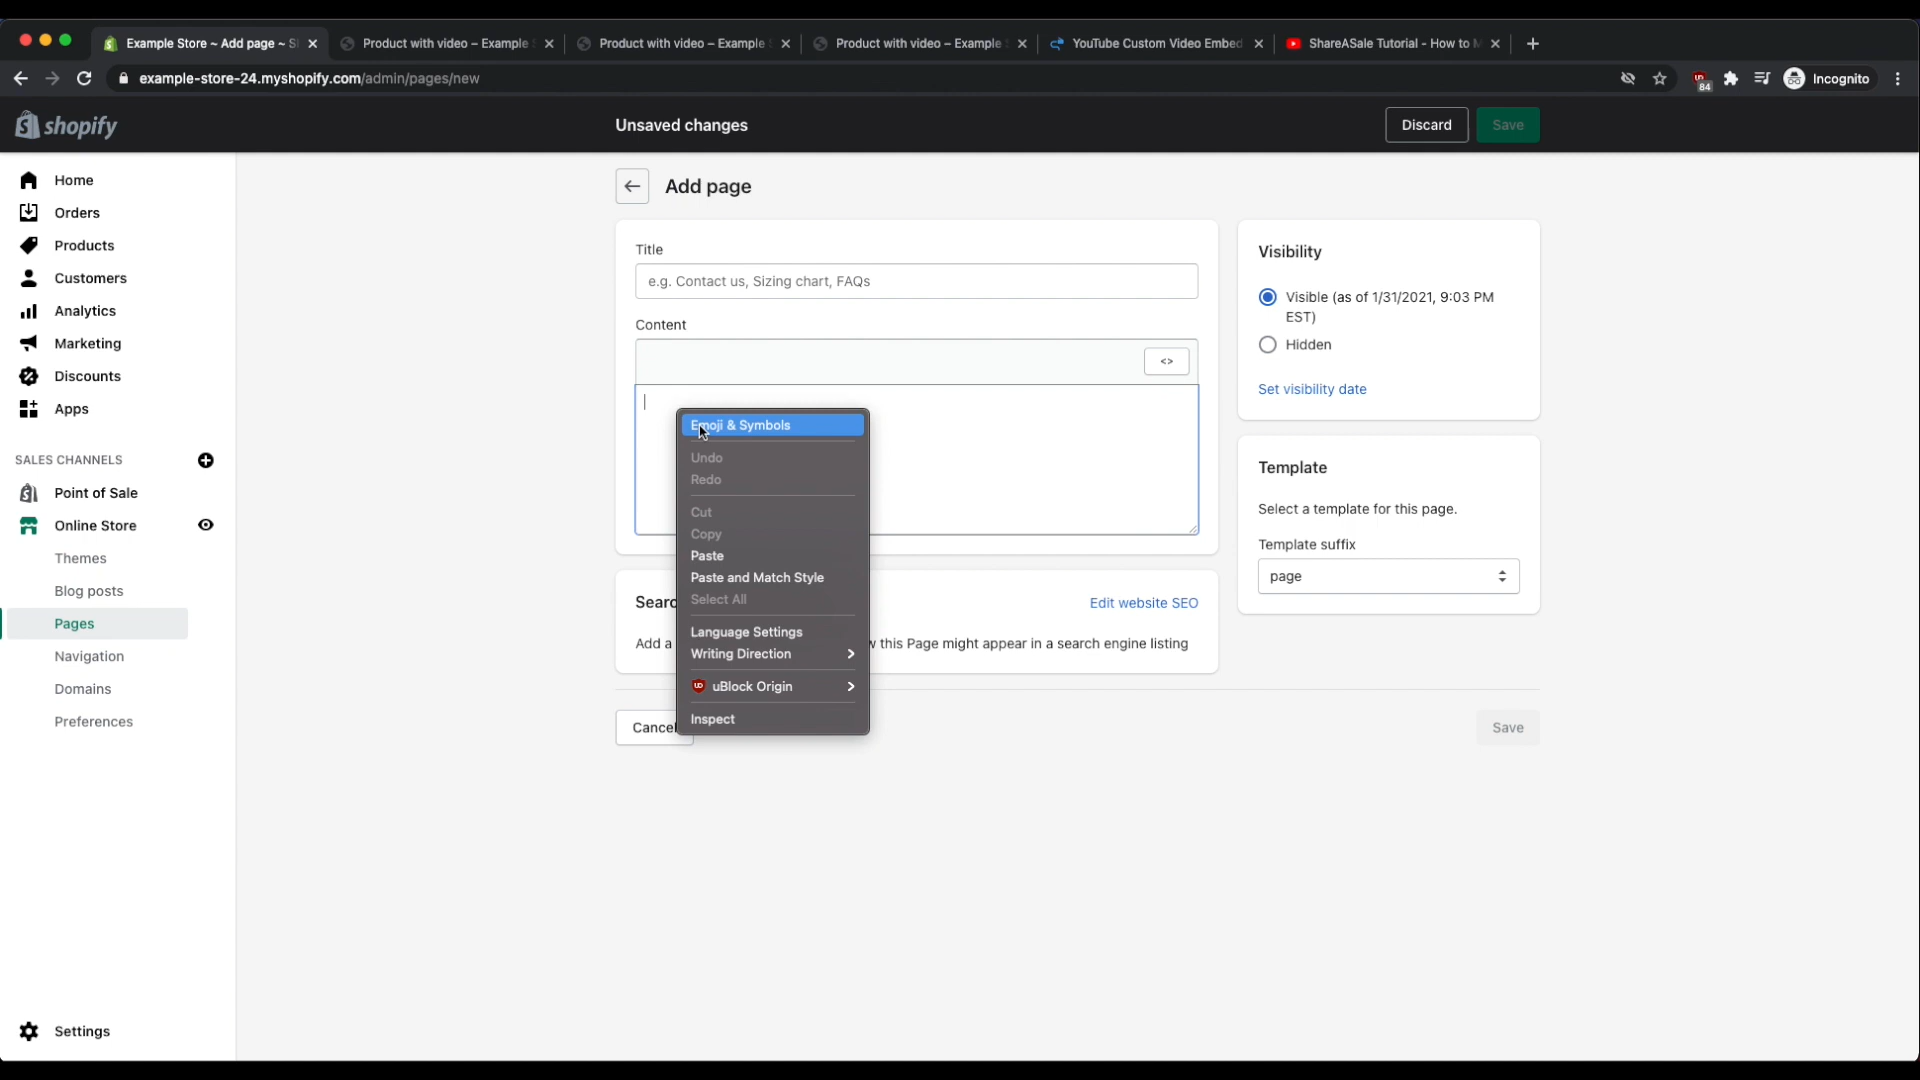 Example Store ~ Add page ~ S
Product with video – Example
Product with video – Example
Product with video – Example
YouTube Custom Video Embed
ShareASale Tutorial - How to M
example-store-24.myshopify.com/admin/pages/new
84
Incognito
shopify
Unsaved changes
Discard
Save
Home
Orders
Products
Customers
Analytics
Marketing
Discounts
Apps
SALES CHANNELS
Point of Sale
Online Store
Themes
Blog posts
Pages
Navigation
Domains
Preferences
Settings
Add page
Title
e.g. Contact us, Sizing chart, FAQs
Content
<>
Emoji & Symbols
Undo
Redo
Cut
Copy
Paste
Paste and Match Style
Select All
Language Settings
Writing Direction
uBlock Origin
Inspect
Searc
Edit website SEO
Add a
w this Page might appear in a search engine listing
Cancel
Save
Visibility
Visible (as of 1/31/2021, 9:03 PM
EST)
Hidden
Set visibility date
Template
Select a template for this page.
Template suffix
page